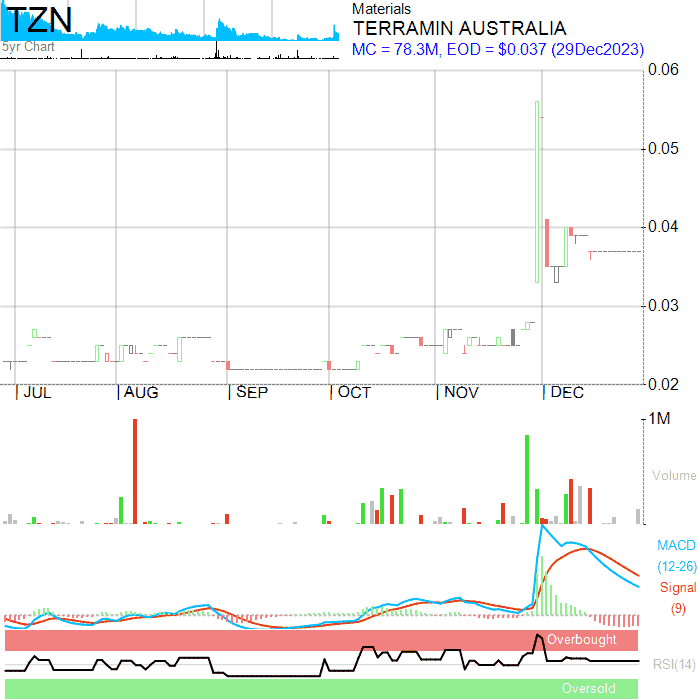 TZN
5yr Chart
Materials
TERRAMIN AUSTRALIA
MC = 78.3M, EOD = $0.037 (29Dec2023)
0.06
0.05
0.04
0.03
0.02
JUL AUG SEP OCT NOV DEC
1M
Volume
MACD
(12-26)
Signal
(9)
Overbought
RSI(14)
Oversold